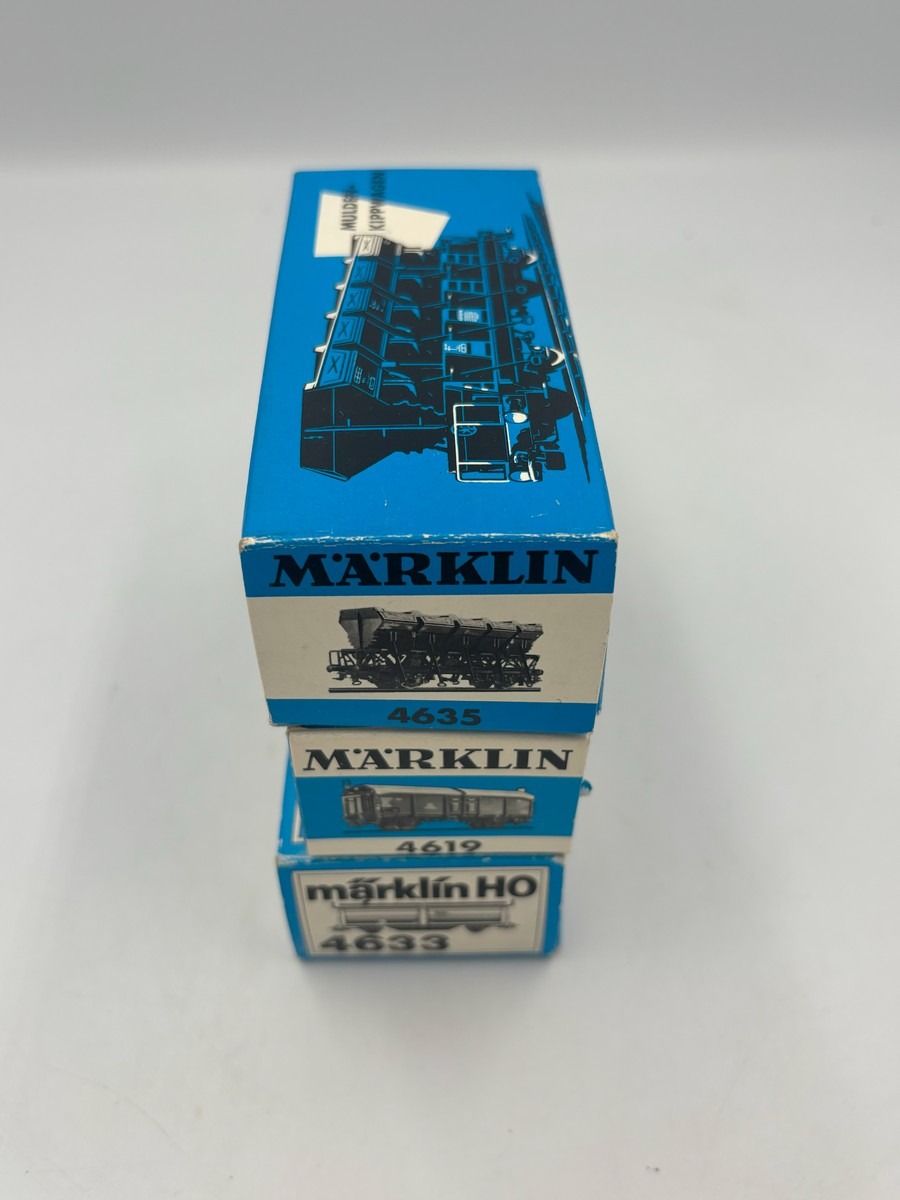 MULDEN-
KIPPWAGEN
MÄRKLIN
4635
MÄRKLIN
4619
märklin HO
4633